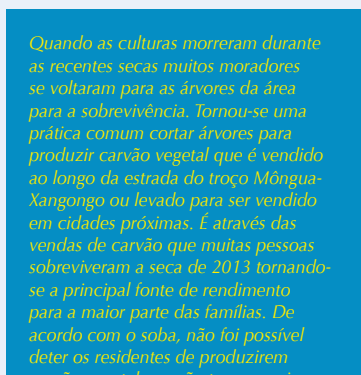 Quando as culturas morreram durante
as recentes secas muitos moradores
se voltaram para as árvores da área
para a sobrevivência. Tornou-se uma
prática comum cortar árvores para
produzir carvão vegetal que é vendido
ao longo da estrada do troço Môngua-
Xangongo ou levado para ser vendido
em cidades próximas. É através das
vendas de carvão que muitas pessoas
sobreviveram a seca de 2013 tornando-
se a principal fonte de rendimento
para a maior parte das famílias. De
acordo com o soba, não foi possível
deter os residentes de produzirem